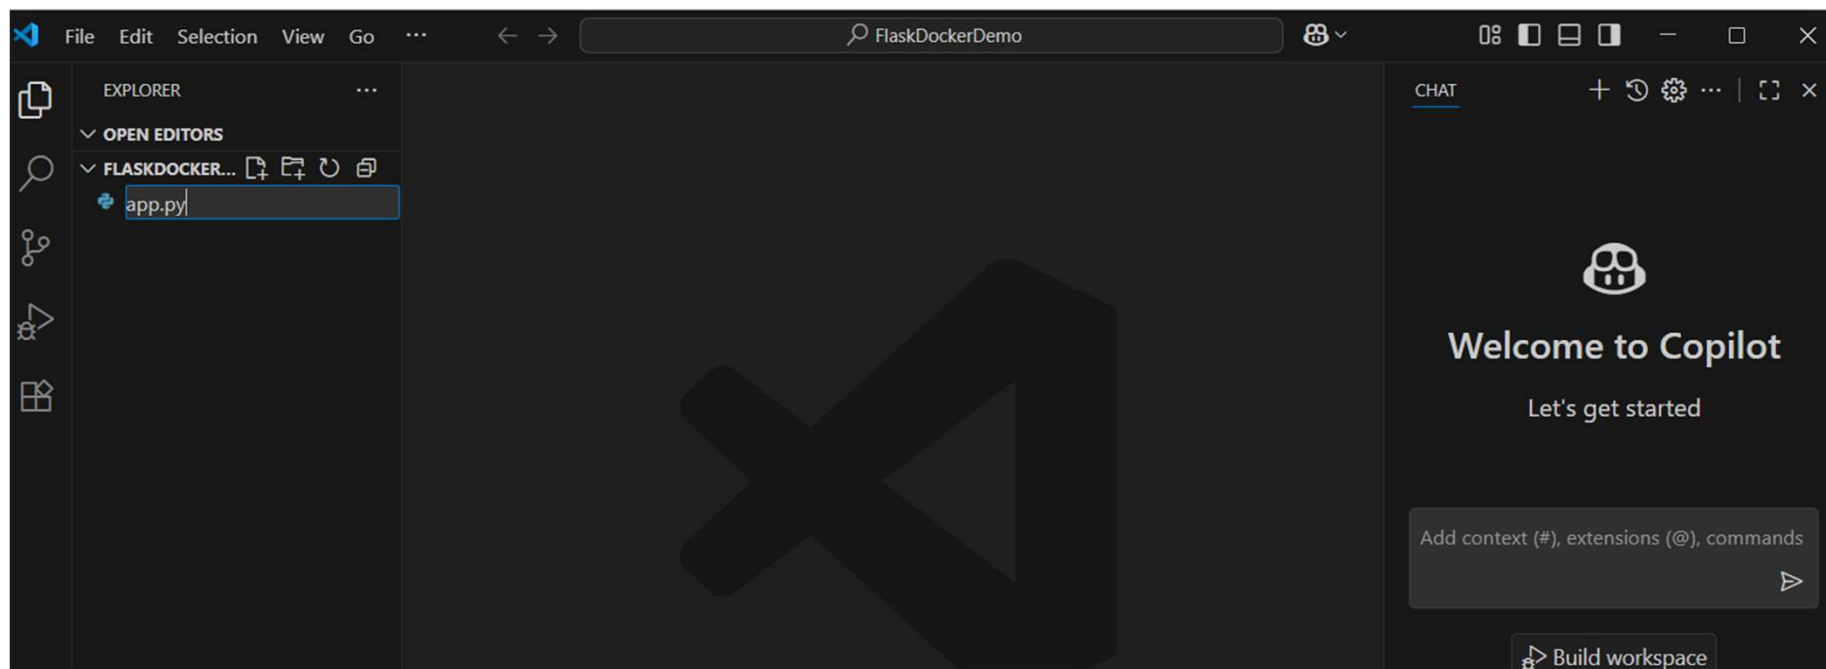 File Edit Selection View Go ···
FlaskDockerDemo
EXPLORER
OPEN EDITORS
FLASKDOCKER...
app.py
CHAT
Welcome to Copilot
Let's get started
Add context (#), extensions (@), commands
Build workspace